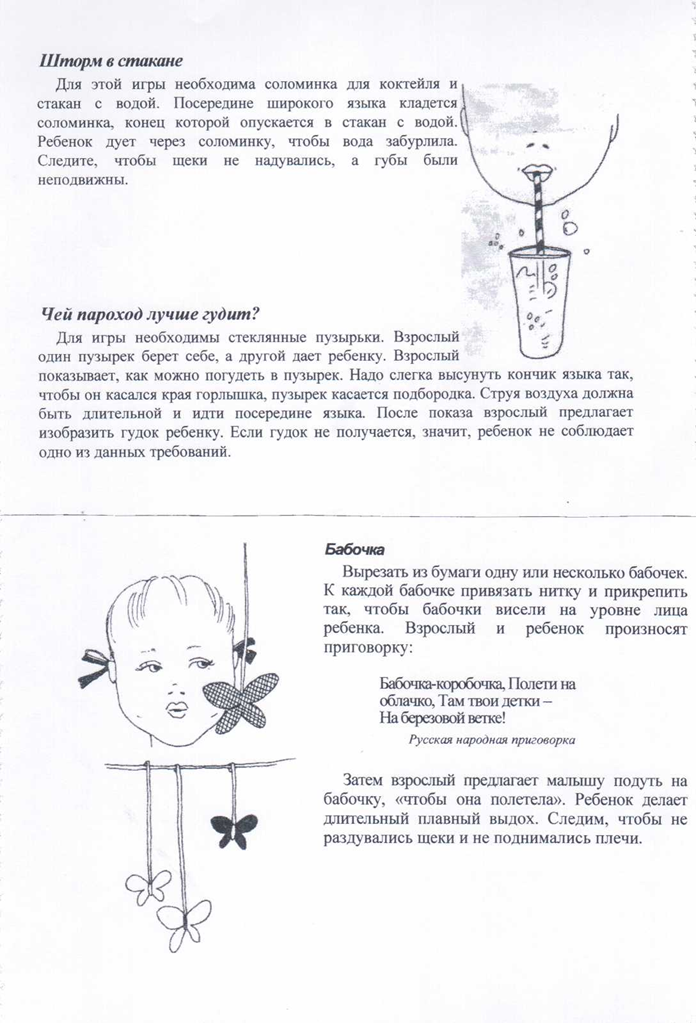 Шторм в стакане
Для этой игры необходима соломинка для коктейля и
стакан с водой. Посередине широкого языка кладется
соломинка, конец которой опускается в стакан с водой.
Ребенок дует через соломинку, чтобы вода забурлила.
Следите, чтобы щеки не надувались, а губы были
неподвижны.
Чей пароход лучше гудит?
Для игры необходимы стеклянные пузырьки. Взрослый
один пузырек берет себе, а другой дает ребенку. Взрослый
показывает, как можно погудеть в пузырек. Надо слегка высунуть кончик языка так,
чтобы он касался края горлышка, пузырек касается подбородка. Струя воздуха должна
быть длительной и идти посередине языка. После показа взрослый предлагает
изобразить гудок ребенку. Если гудок не получается, значит, ребенок не соблюдает
одно из данных требований.
Бабочка
Вырезать из бумаги одну или несколько бабочек.
К каждой бабочке привязать нитку и прикрепить
так, чтобы бабочки висели на уровне лица
ребенка. Взрослый и ребенок произносят
приговорку:
Бабочка-коробочка, Полети на
облачко, Там твои детки –
На березовой ветке!
Русская народная приговорка
Затем взрослый предлагает малышу подуть на
бабочку, «чтобы она полетела». Ребенок делает
длительный плавный выдох. Следим, чтобы не
раздувались щеки и не поднимались плечи.